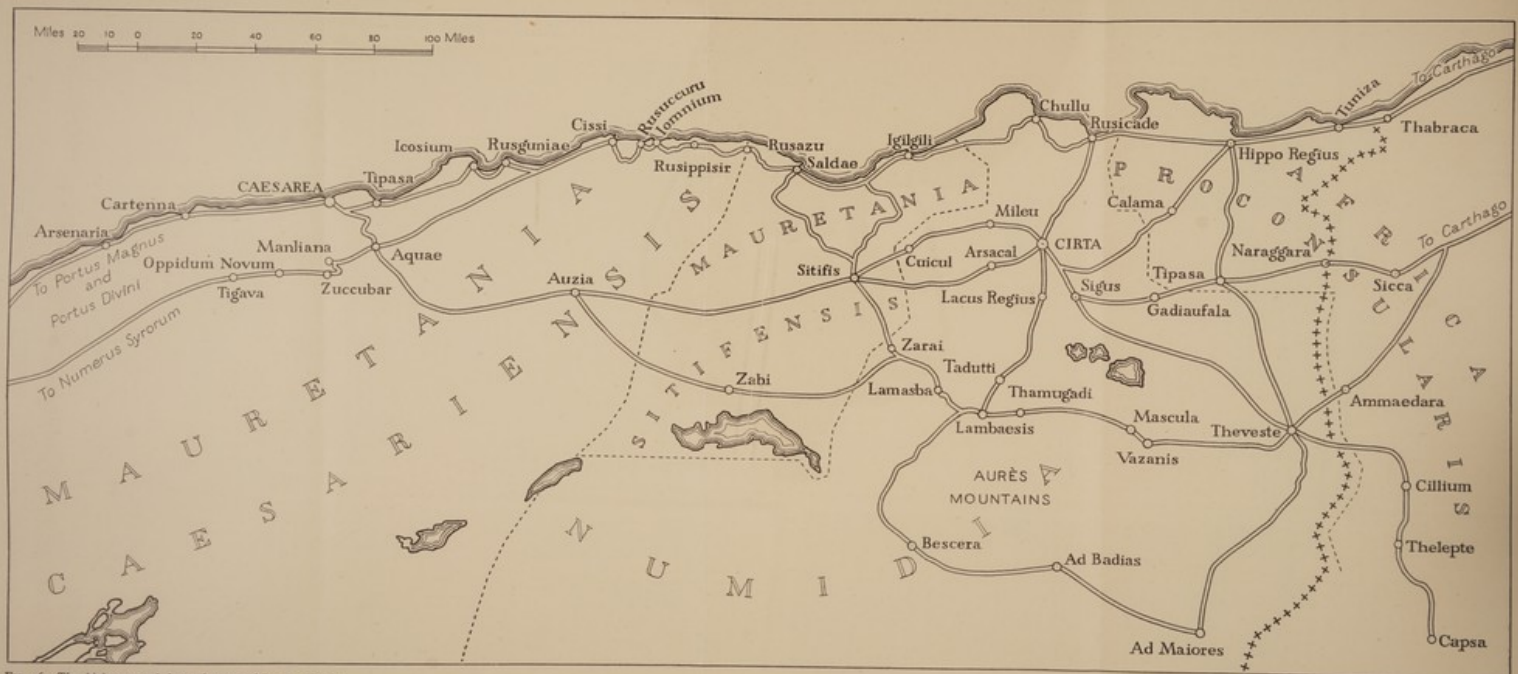 Miles 20 10 0 20 40 60 80 100 Miles
To Carthago
Tuniza
Thabraca
Chullu
Rusicade
Hippo Regius
Igilgili
Rusuccuru
Iomnium
Cissi
Rusippisir
Rusazu
Saldae
Icosium
Rusguniae
Tipasa
CAESAREA
Cartenna
Arsenaria
To Portus Magnus
and
Portus Divini
Manliana
Oppidum Novum
Aquae
Tigava
Zuccubar
To Numerus Syrorum
Auzia
Sitifis
Mileu
Cuicul
Arsacal
CIRTA
Calama
Lacus Regius
Sigus
Tipasa
Gadiaufala
Naraggara
Sicca
To Carthago
Zarai
Zabi
Lamasba
Tadutti
Thamugadi
Lambaesis
Mascula
Vazanis
Theveste
Ammaedara
AURÈS
MOUNTAINS
Cillium
Bescera
Ad Badias
Thelepte
Ad Maiores
Capsa
MAURETANIA
CAESARIENSIS
MAURETANIA
SITIFENSIS
NUMIDIA
AFRICA
PROCONSULARIS